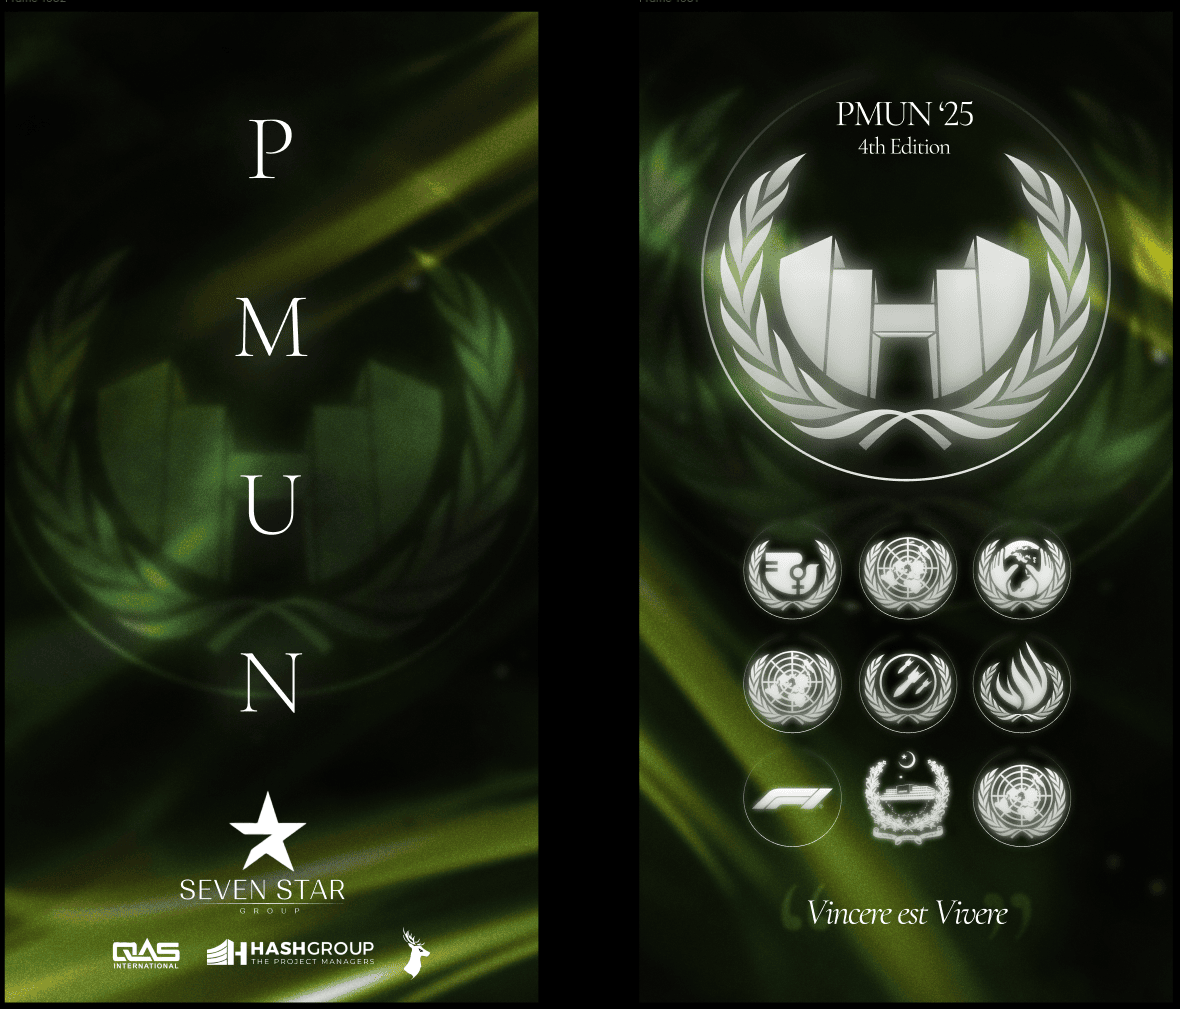 P
M
U
N
SEVEN STAR
GROUP
QAS
INTERNATIONAL
HASHGROUP
THE PROJECT MANAGERS
PMUN ‘25
4th Edition
“Vincere est Vivere”